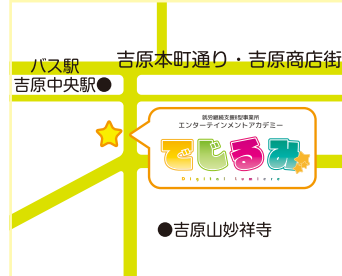 吉原本町通り・吉原商店街
バス駅
吉原中央駅●
就労継続支援B型事業所
エンターテインメントアカデミー
でじるみ
Digital Lumiere
●吉原山妙祥寺